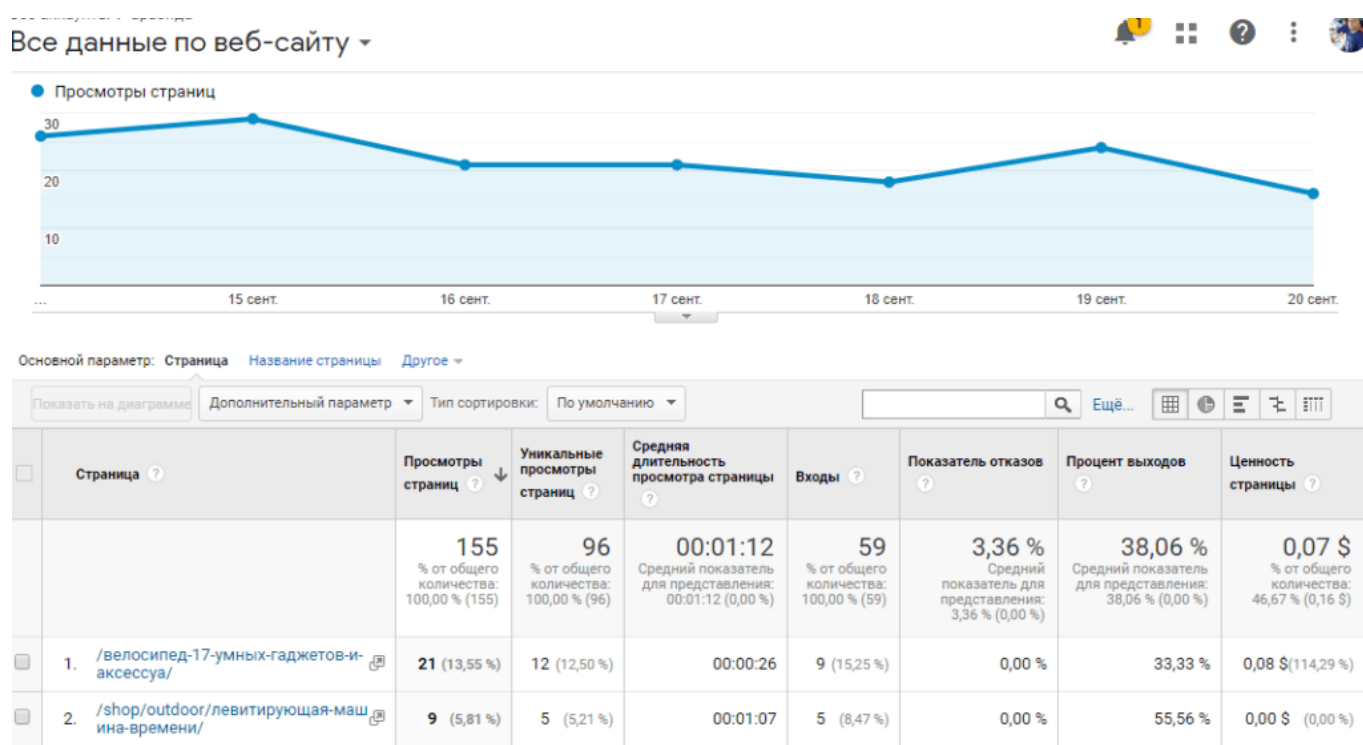 Все данные по веб-сайту
1
Просмотры страниц
30
20
10
...
15 сент.
16 сент.
17 сент.
18 сент.
19 сент.
20 сент.
Основной параметр: Страница Название страницы Другое
Показать на диаграмме Дополнительный параметр Тип сортировки: По умолчанию Ещё...
Страница
Просмотры
страниц
Уникальные
просмотры
страниц
Средняя
длительность
просмотра страницы
Входы
Показатель отказов
Процент выходов
Ценность
страницы
155
% от общего
количества:
100,00 % (155)
96
% от общего
количества:
100,00 % (96)
00:01:12
Средний показатель
для представления:
00:01:12 (0,00 %)
59
% от общего
количества:
100,00 % (59)
3,36 %
Средний
показатель для
представления:
3,36 % (0,00 %)
38,06 %
Средний показатель
для представления:
38,06 % (0,00 %)
0,07 $
% от общего
количества:
46,67 % (0,16 $)
1. /велосипед-17-умных-гаджетов-и-
аксессуа/
21 (13,55 %) 12 (12,50 %) 00:00:26 9 (15,25 %) 0,00 % 33,33 % 0,08 $(114,29 %)
2. /shop/outdoor/левитирующая-маш
ина-времени/
9 (5,81 %) 5 (5,21 %) 00:01:07 5 (8,47 %) 0,00 % 55,56 % 0,00 $ (0,00 %)